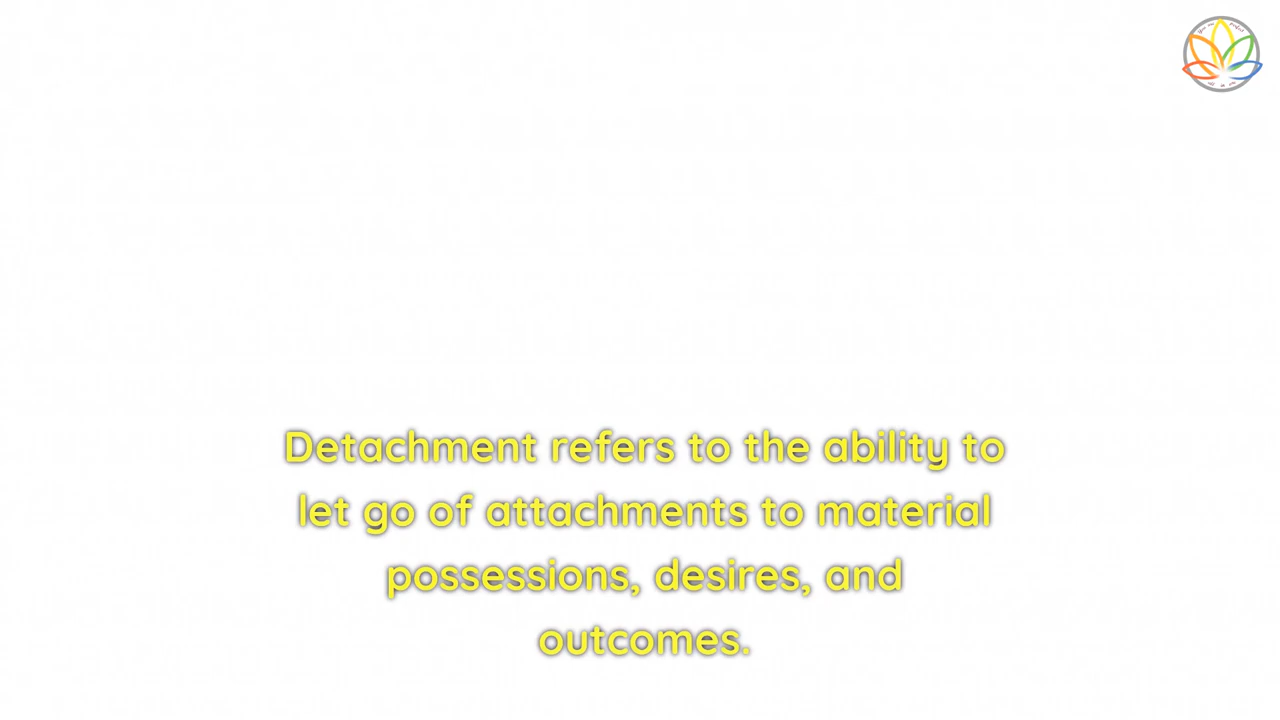 Detachment refers to the ability to
let go of attachments to material
possessions, desires, and
outcomes.